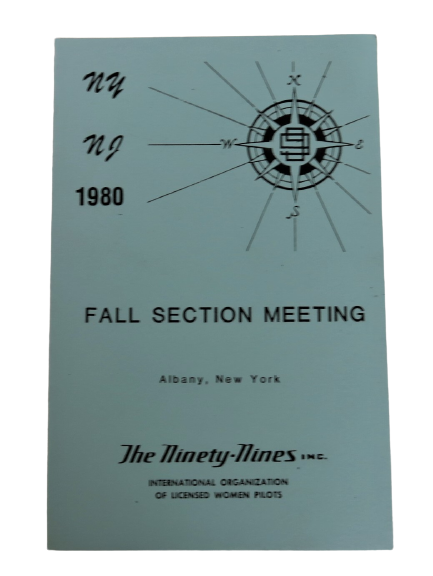 NY
NJ
1980
N
W
E
S
99
FALL SECTION MEETING
Albany, New York
The Ninety-Nines INC.
INTERNATIONAL ORGANIZATION
OF LICENSED WOMEN PILOTS